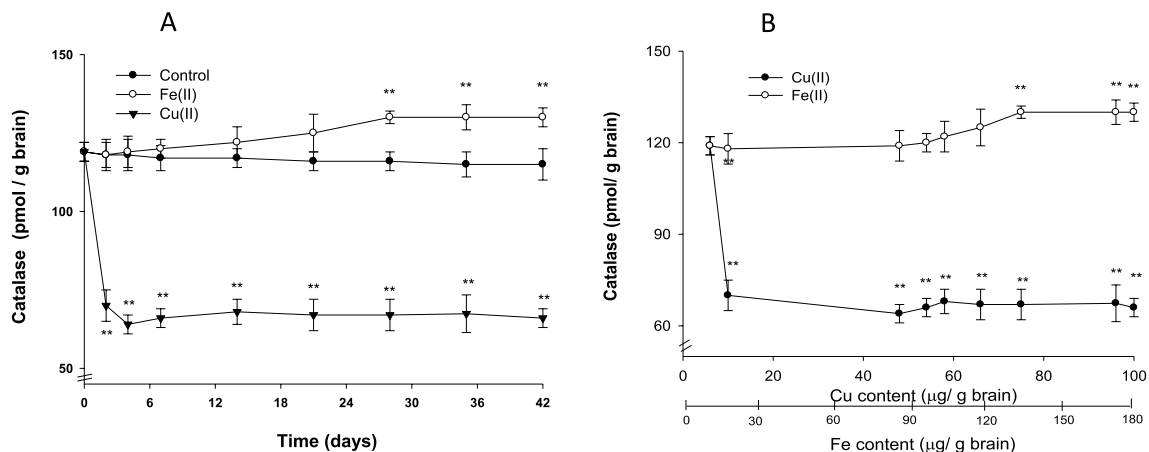 A
150
100
50
Catalase (pmol / g brain)
Control
Fe(II)
Cu(II)
** ** **
** ** ** ** ** ** ** **
0 6 12 18 24 30 36 42
Time (days)
B
150
120
90
60
Catalase (pmol/ g brain)
Cu(II)
Fe(II)
** ** **
**
** ** ** ** ** ** ** **
0 20 40 60 80 100
Cu content (μg/ g brain)
0 30 60 90 120 150 180
Fe content (μg/ g brain)